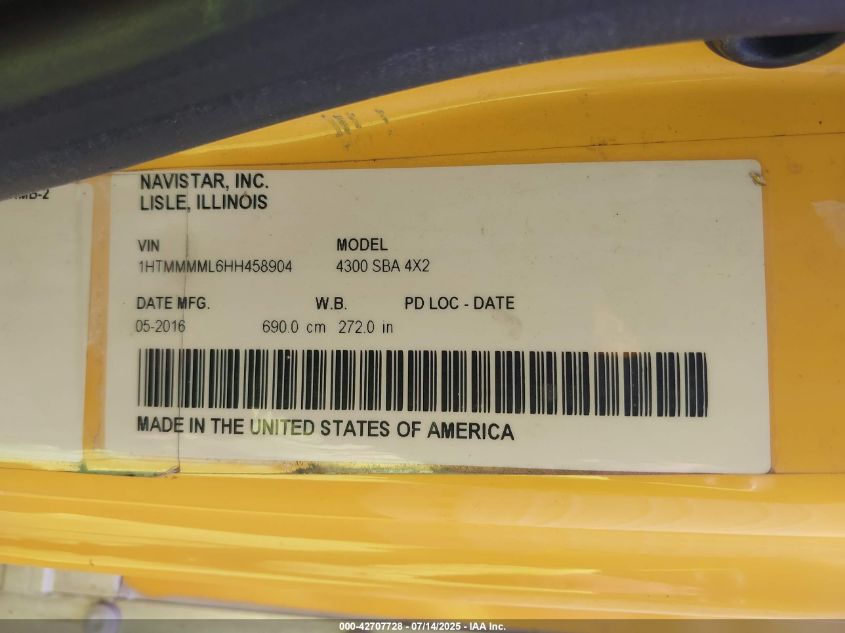 NAVISTAR, INC.
LISLE, ILLINOIS
VIN MODEL
1HTMMMML6HH458904 4300 SBA 4X2
DATE MFG. W.B. PD LOC - DATE
05-2016 690.0 cm 272.0 in
MADE IN THE UNITED STATES OF AMERICA
000-42707728 - 07/14/2025 - IAA Inc.